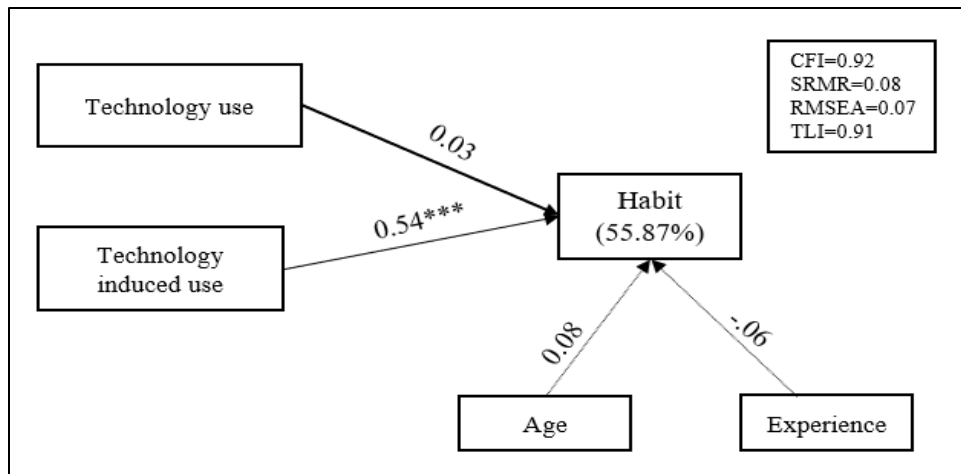 CFI=0.92
SRMR=0.08
RMSEA=0.07
TLI=0.91
Technology use
0.03
Habit
(55.87%)
0.54***
Technology
induced use
0.08
-.06
Age
Experience